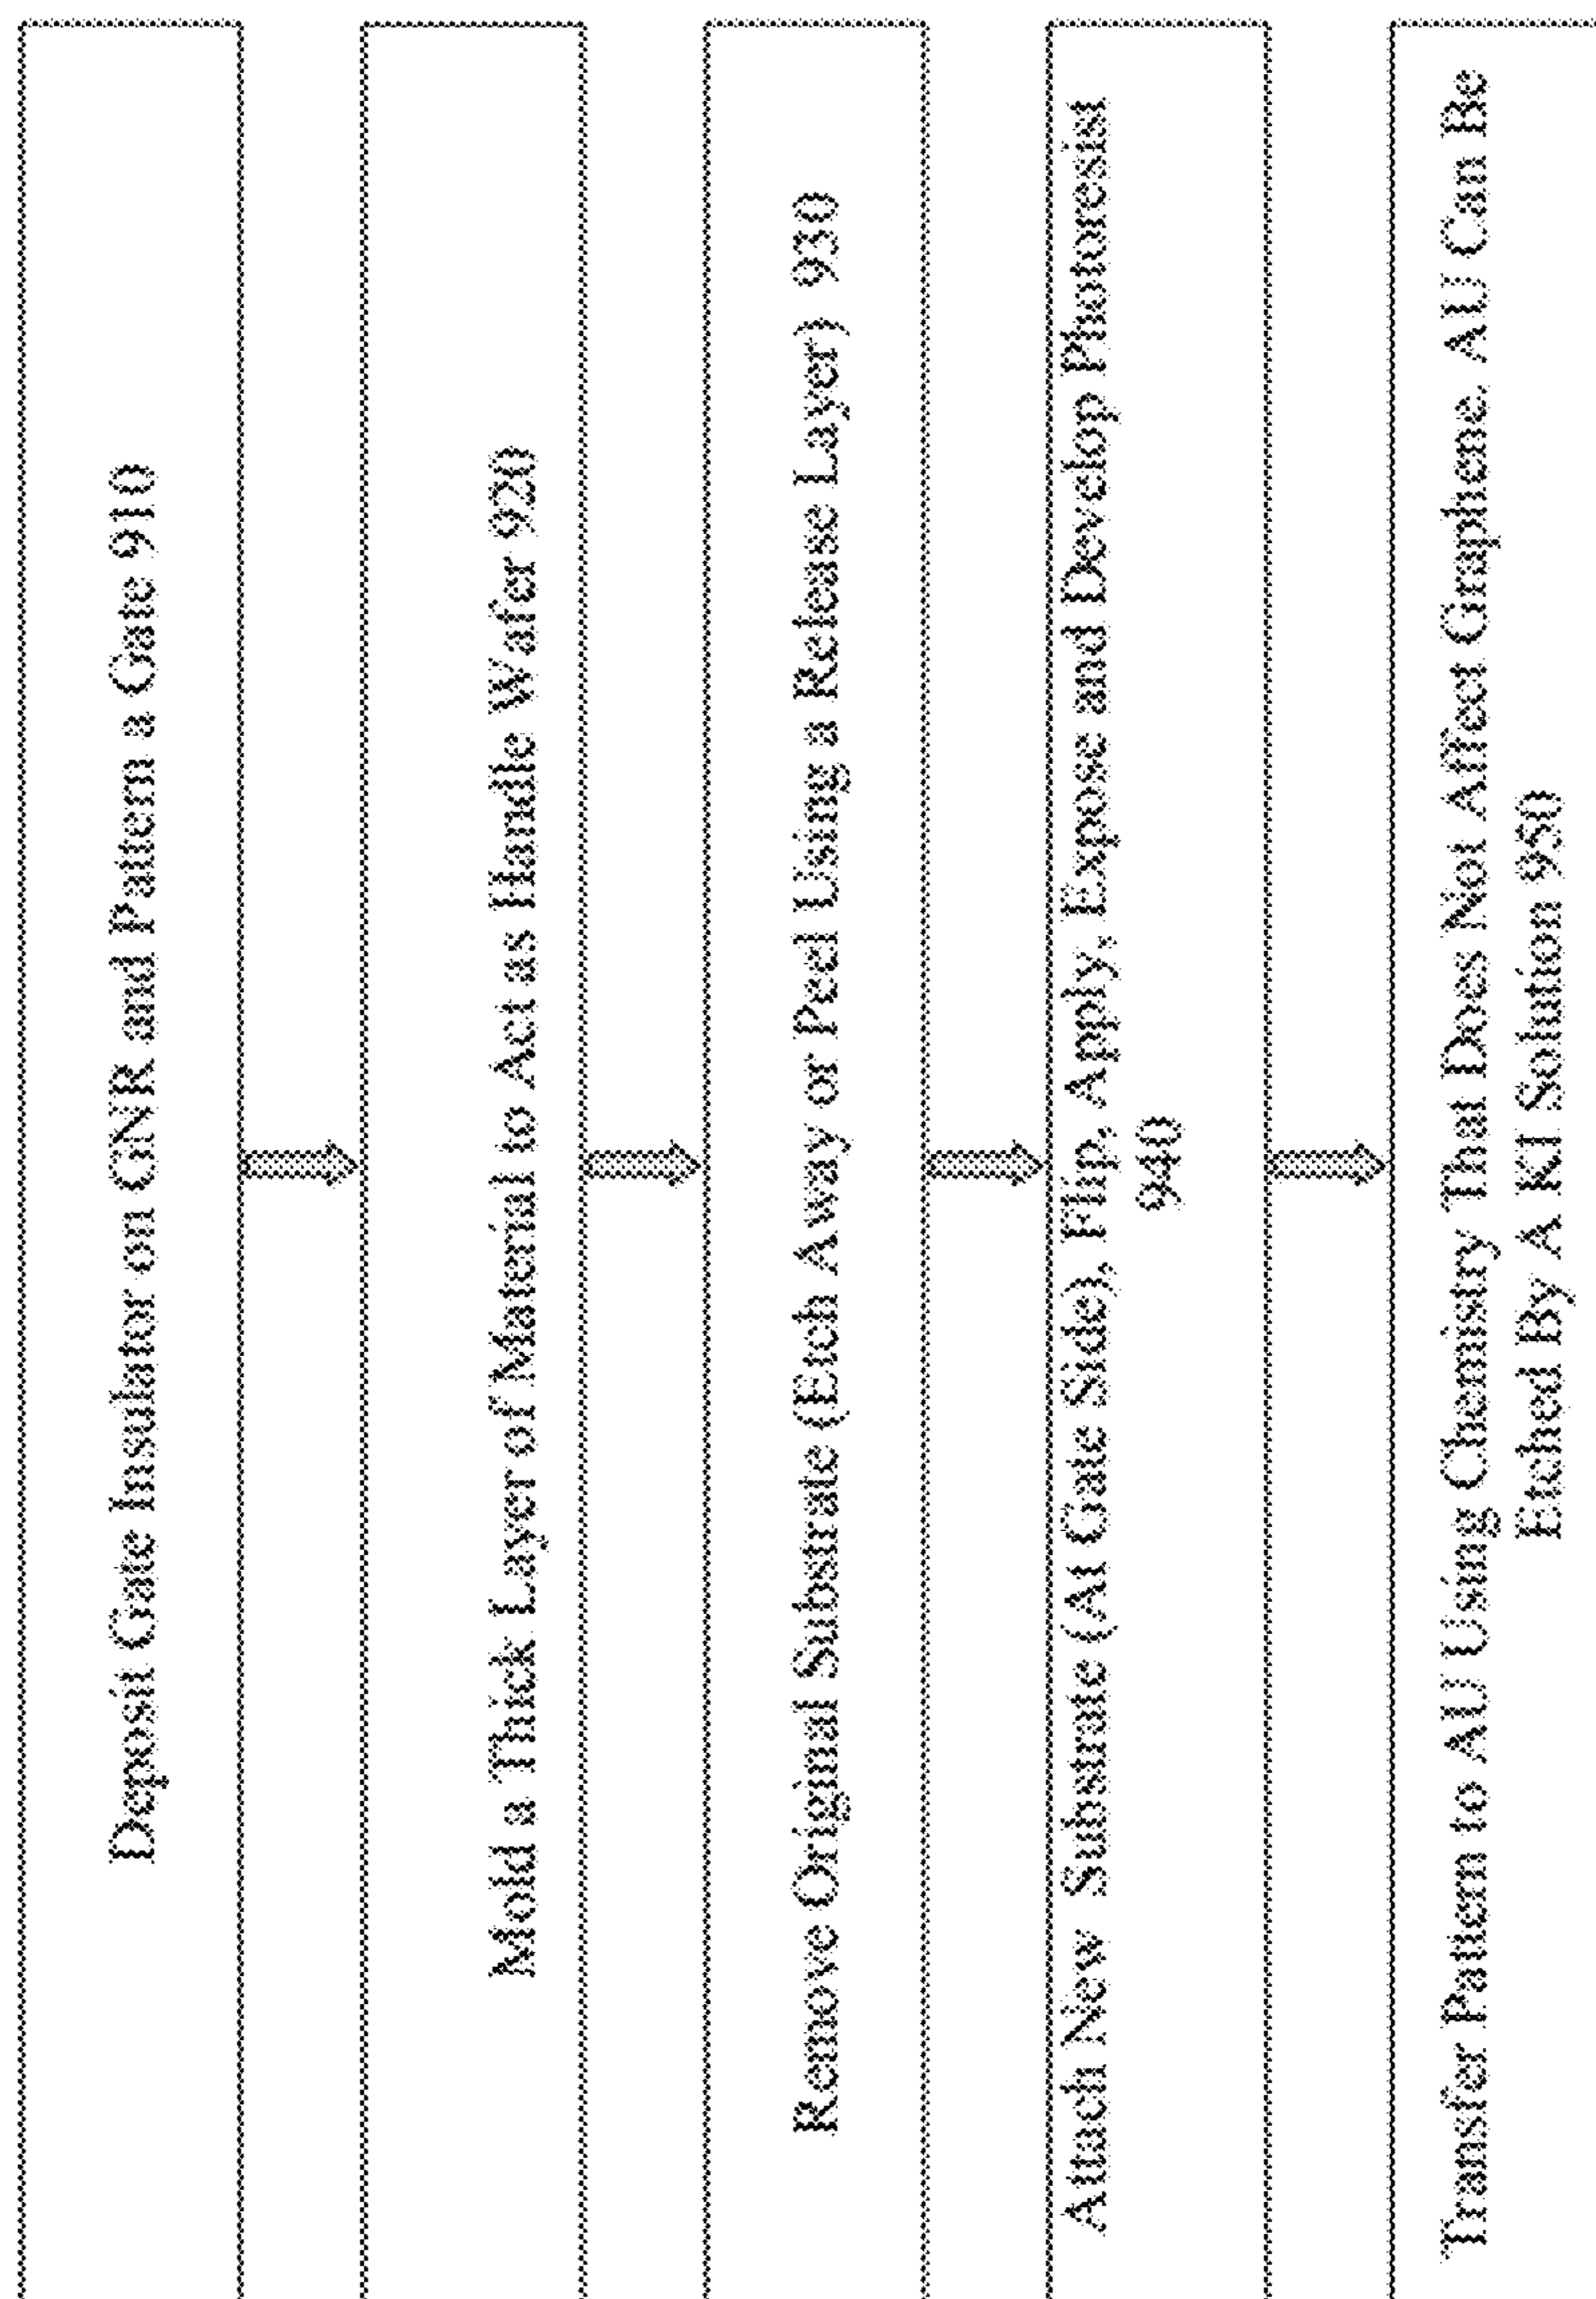 Deposit Gate Insulator on GNR and Pattern a Gate 910
Mold a Thick Layer of Material to Act as Handle Wafer 920
Remove Original Substrate (Etch Away or Peel Using a Release Layer) 930
Attach New Substrate (At Gate Side), Flip, Apply, Expose and Develop Photoresist
940
Transfer Pattern to AU Using Chemistry That Does Not Affect Graphene. AU Can Be
Etched By A KI Solution 950